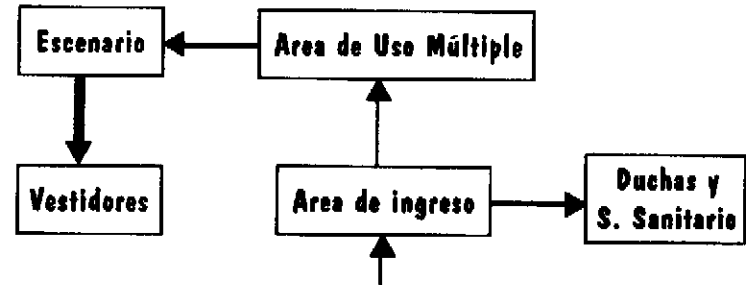 Escenario
Area de Uso Múltiple
Vestidores
Area de ingreso
Duchas y
S. Sanitario